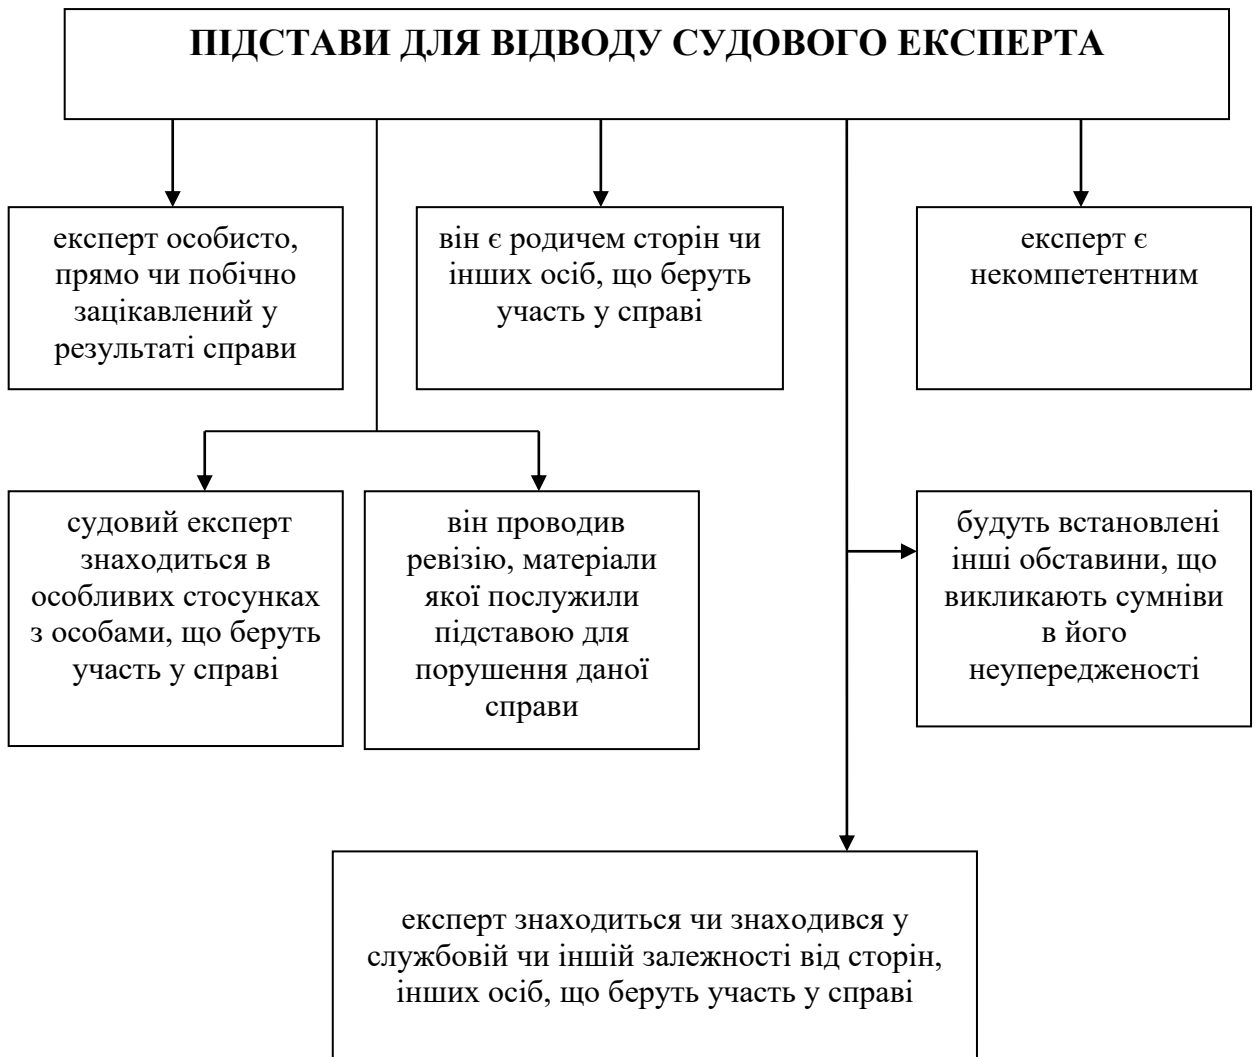 ПІДСТАВИ ДЛЯ ВІДВОДУ СУДОВОГО ЕКСПЕРТА
експерт особисто,
прямо чи побічно
зацікавлений у
результаті справи
він є родичем сторін чи
інших осіб, що беруть
участь у справі
експерт є
некомпетентним
судовий експерт
знаходиться в
особливих стосунках
з особами, що беруть
участь у справі
він проводив
ревізію, матеріали
якої послужили
підставою для
порушення даної
справи
будуть встановлені
інші обставини, що
викликають сумніви
в його
неупередженості
експерт знаходиться чи знаходився у
службовій чи іншій залежності від сторін,
інших осіб, що беруть участь у справі